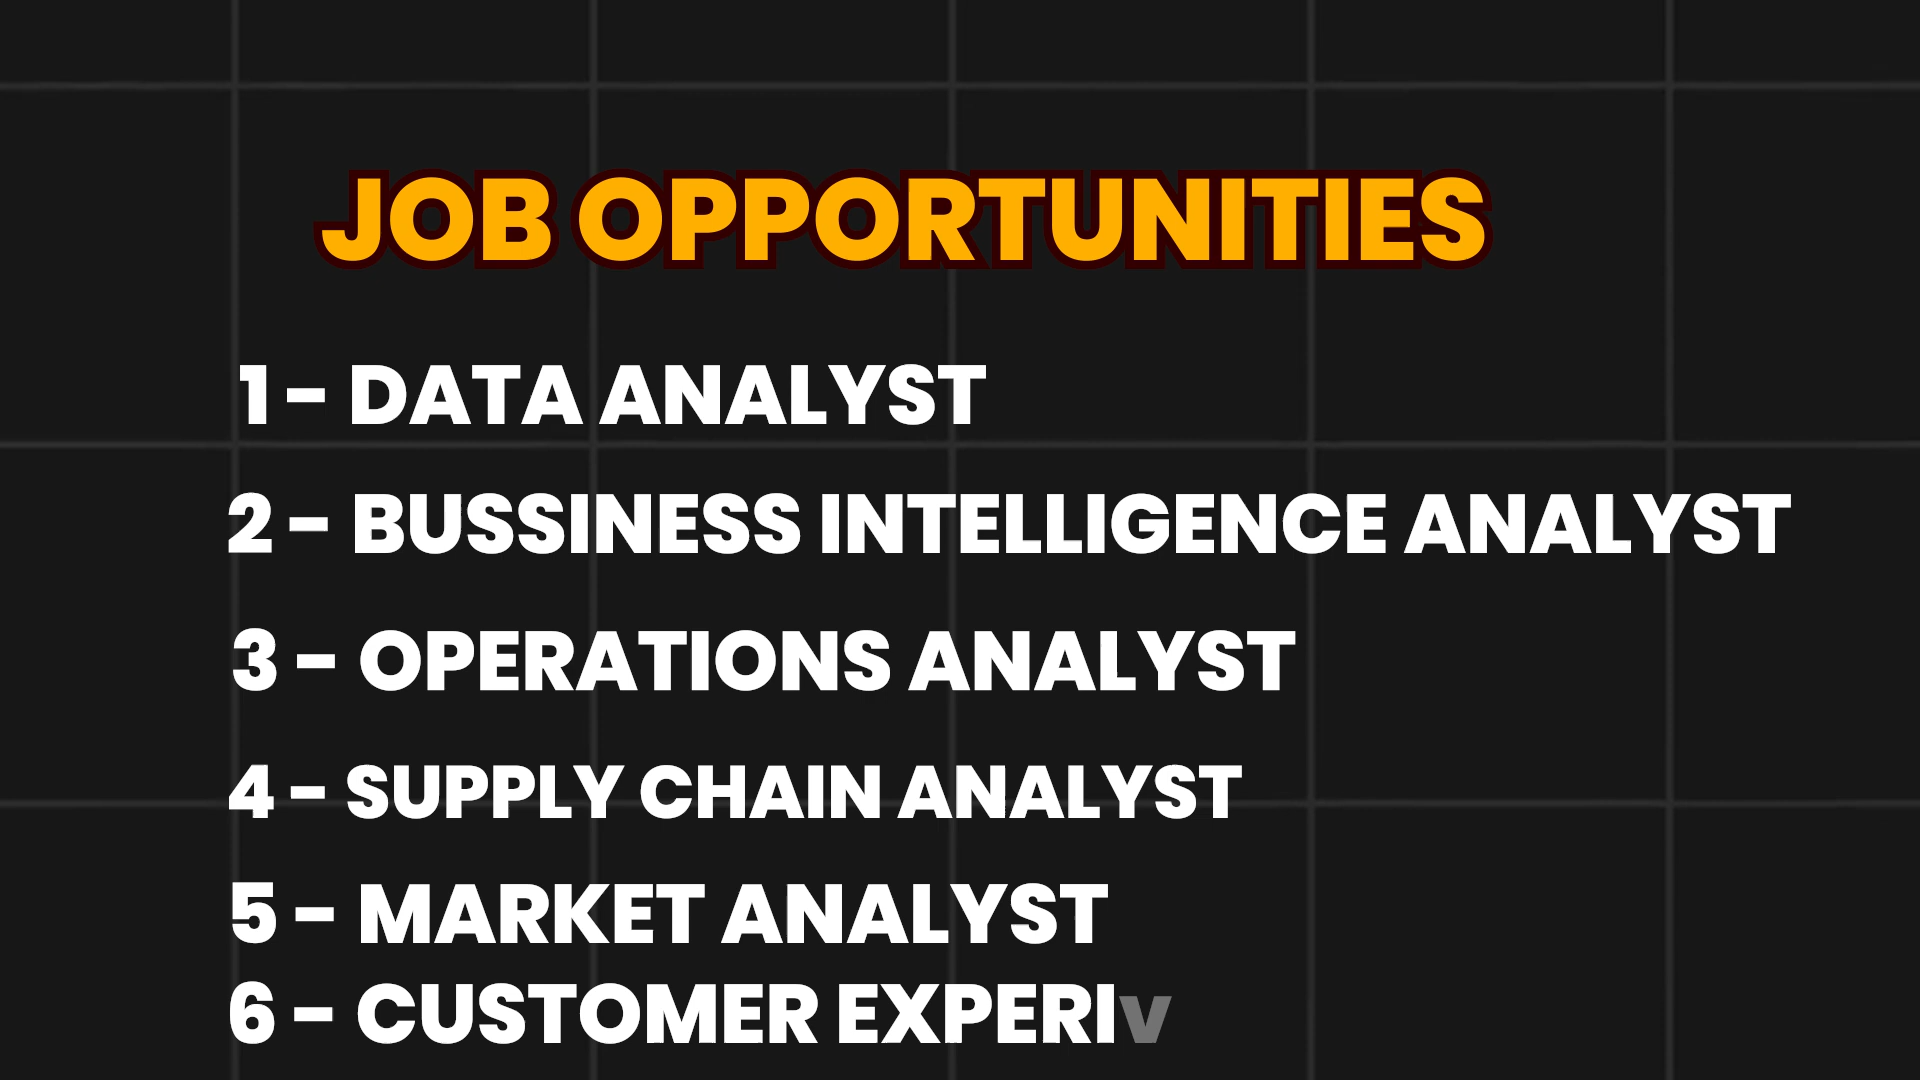 JOB OPPORTUNITIES
1 - DATA ANALYST
2 - BUSSINESS INTELLIGENCE ANALYST
3 - OPERATIONS ANALYST
4 - SUPPLY CHAIN ANALYST
5 - MARKET ANALYST
6 - CUSTOMER EXPERIV